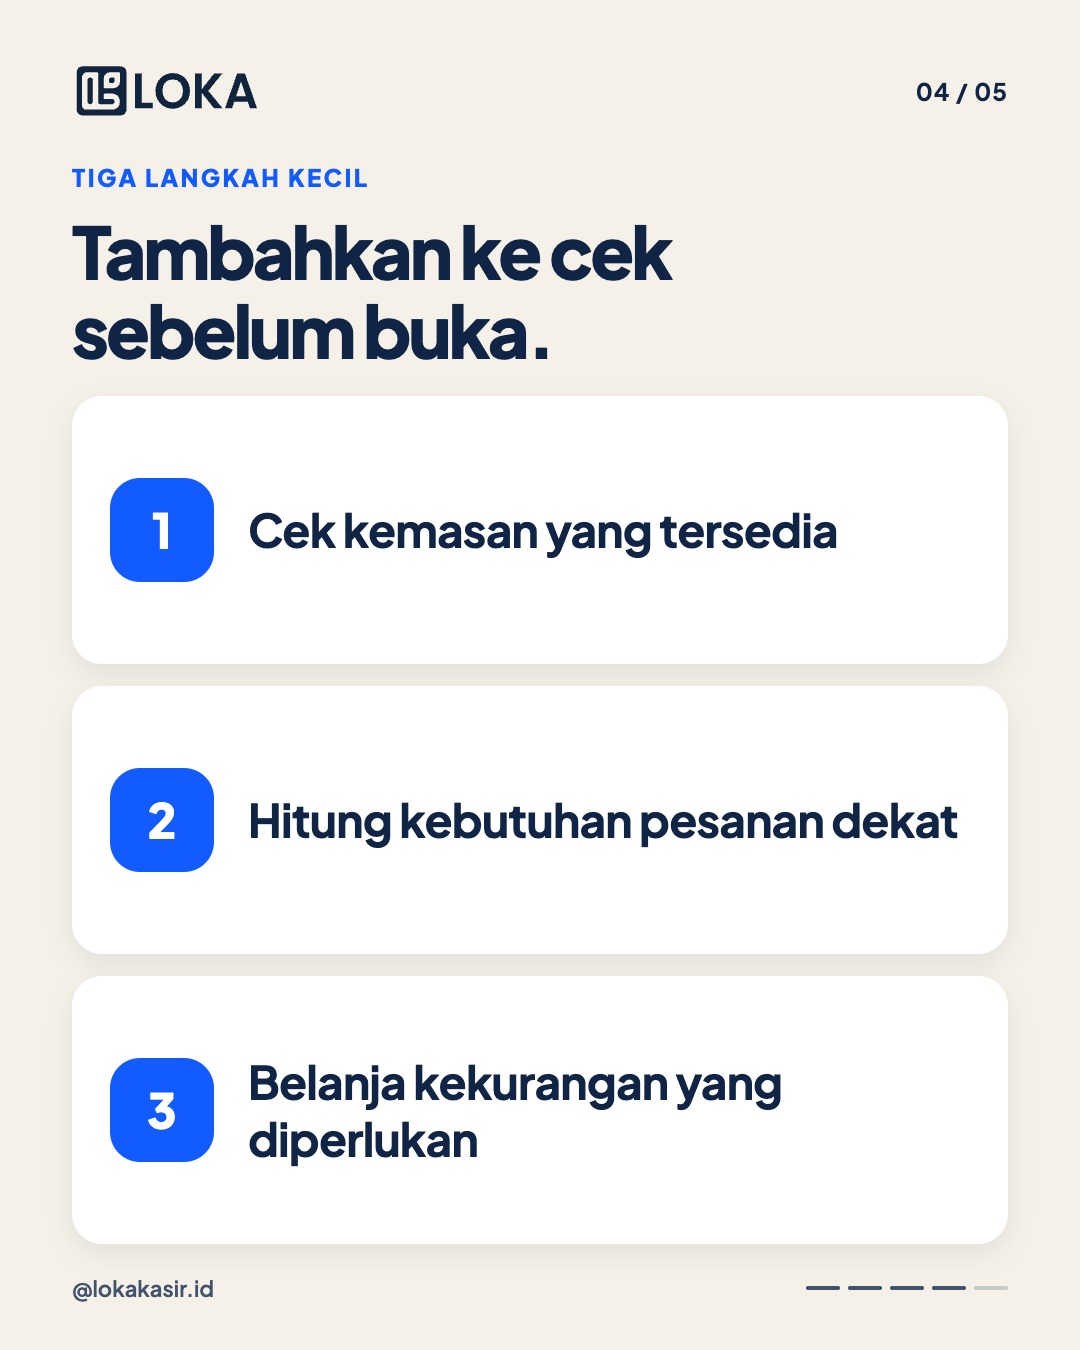 LOKA
04 / 05
TIGA LANGKAH KECIL
Tambahkan ke cek
sebelum buka.
1
Cek kemasan yang tersedia
2
Hitung kebutuhan pesanan dekat
3
Belanja kekurangan yang
diperlukan
@lokakasir.id